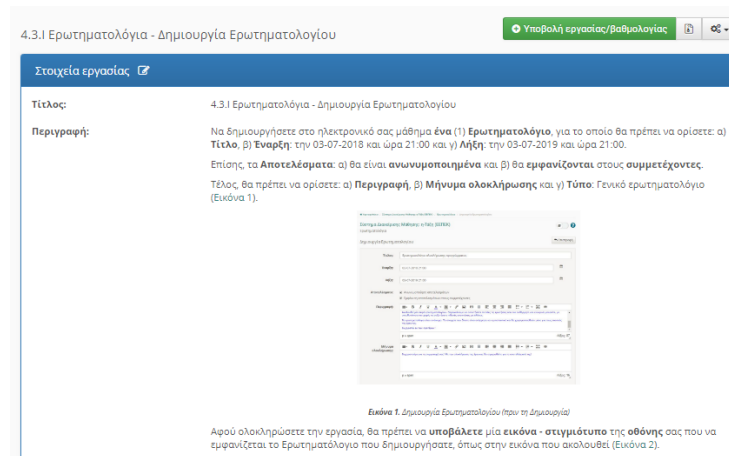 4.3.Ι Ερωτηματολόγια - Δημιουργία Ερωτηματολογίου
Υποβολή εργασίας/βαθμολογίας
Στοιχεία εργασίας
Τίτλος: 4.3.Ι Ερωτηματολόγια - Δημιουργία Ερωτηματολογίου
Περιγραφή: Να δημιουργήσετε στο ηλεκτρονικό σας μάθημα ένα (1) Ερωτηματολόγιο, για το οποίο θα πρέπει να ορίσετε: α)
Τίτλο, β) Έναρξη: την 03-07-2018 και ώρα 21:00 και γ) Λήξη: την 03-07-2019 και ώρα 21:00.
Επίσης, τα Αποτελέσματα: α) θα είναι ανωνυμοποιημένα και β) θα εμφανίζονται στους συμμετέχοντες.
Τέλος, θα πρέπει να ορίσετε: α) Περιγραφή, β) Μήνυμα ολοκλήρωσης και γ) Τύπο: Γενικό ερωτηματολόγιο
(Εικόνα 1).
Εικόνα 1. Δημιουργία Ερωτηματολογίου (πριν τη Δημιουργία)
Αφού ολοκληρώσετε την εργασία, θα πρέπει να υποβάλετε μία εικόνα - στιγμιότυπο της οθόνης σας που να
εμφανίζεται το Ερωτηματόλογιο που δημιουργήσατε, όπως στην εικόνα που ακολουθεί (Εικόνα 2).